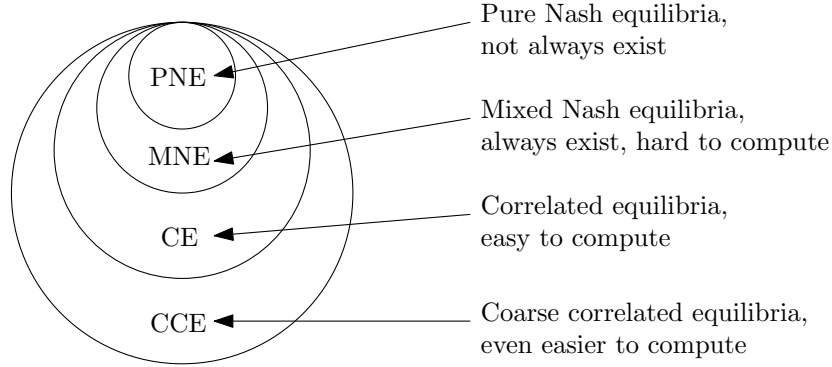 Pure Nash equilibria,
not always exist
PNE
Mixed Nash equilibria,
always exist, hard to compute
MNE
Correlated equilibria,
easy to compute
CE
Coarse correlated equilibria,
even easier to compute
CCE